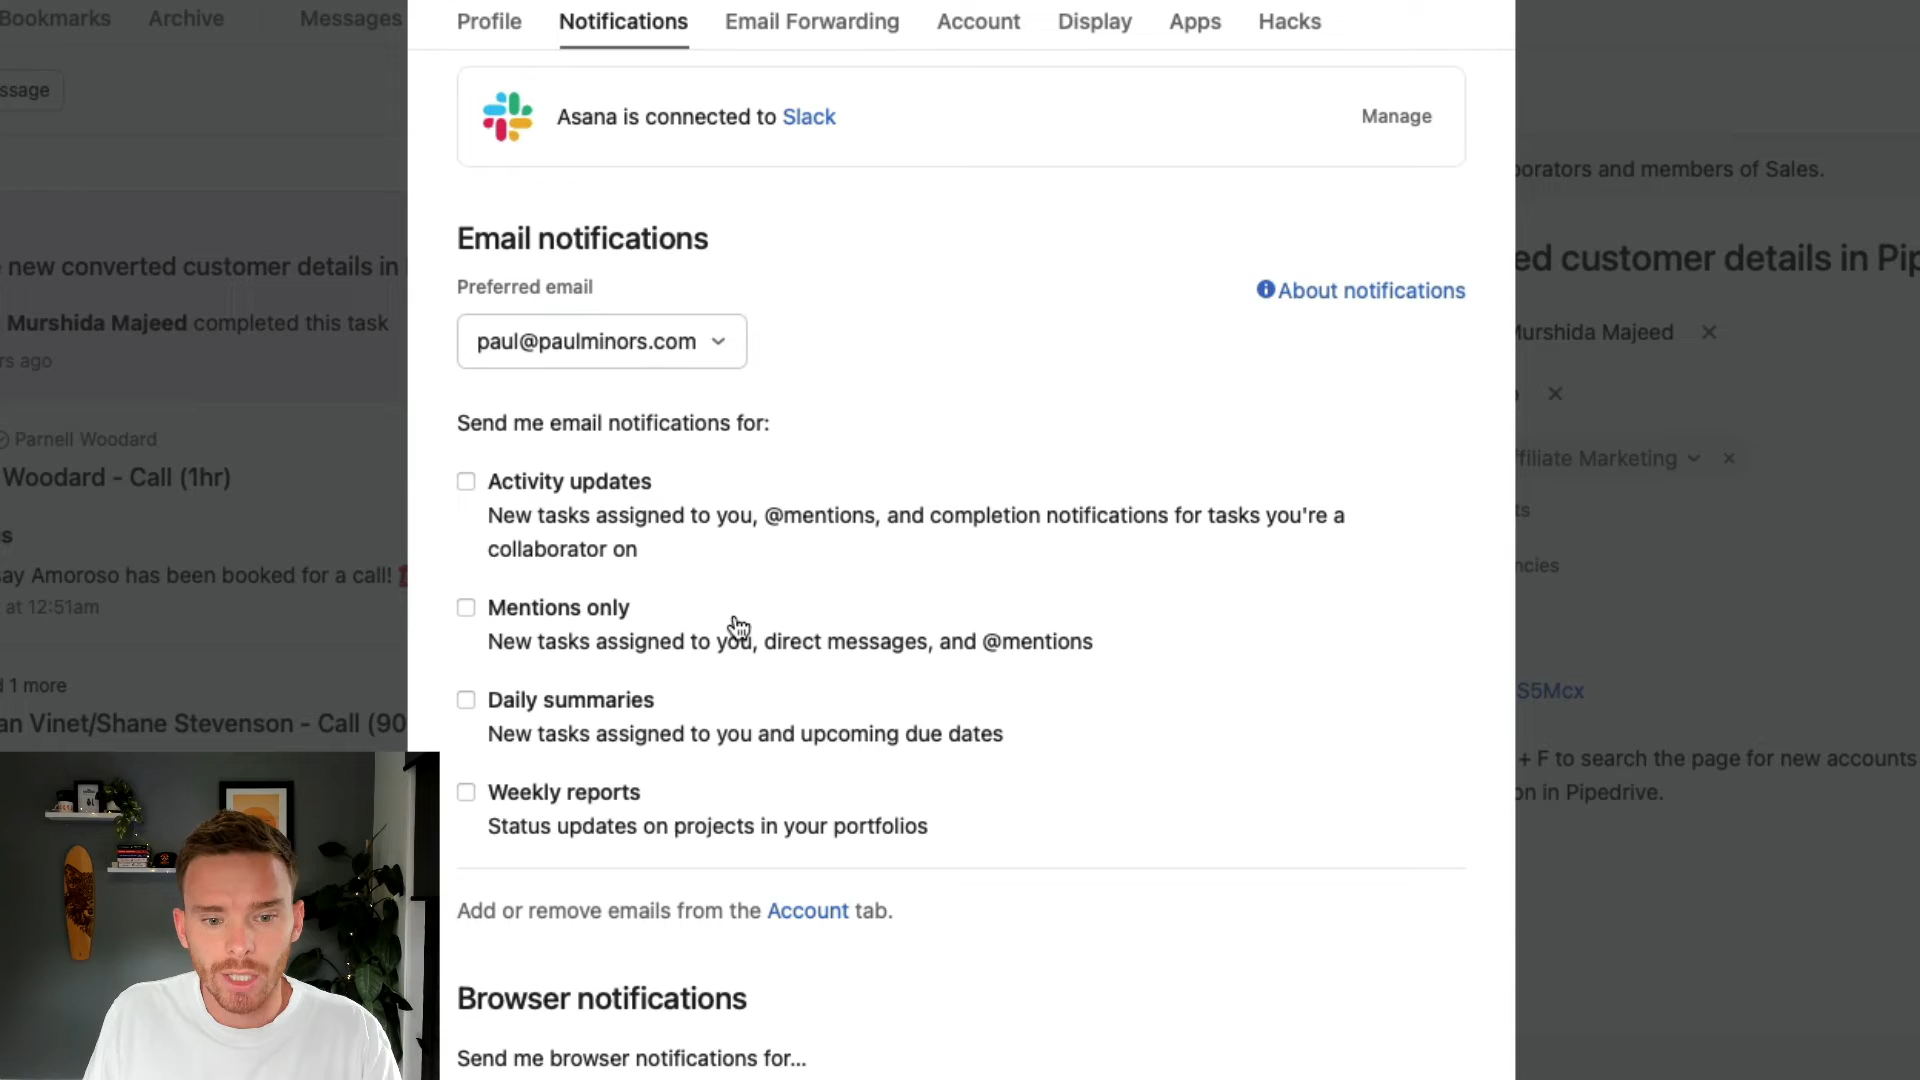 Bookmarks Archive Messages
Profile Notifications Email Forwarding Account Display Apps Hacks
ssage
Asana is connected to Slack
Manage
orators and members of Sales.
Email notifications
Preferred email
About notifications
paul@paulminors.com
new converted customer details in
ed customer details in Pip
Murshida Majeed completed this task
Murshida Majeed
rs ago
Send me email notifications for:
Parnell Woodard
ffiliate Marketing
Woodard - Call (1hr)
Activity updates
New tasks assigned to you, @mentions, and completion notifications for tasks you're a
collaborator on
ts
s
ncies
ay Amoroso has been booked for a call!
at 12:51am
Mentions only
New tasks assigned to you, direct messages, and @mentions
1 more
S5Mcx
Daily summaries
New tasks assigned to you and upcoming due dates
an Vinet/Shane Stevenson - Call (90
+ F to search the page for new accounts
on in Pipedrive.
Weekly reports
Status updates on projects in your portfolios
Add or remove emails from the Account tab.
Browser notifications
Send me browser notifications for...